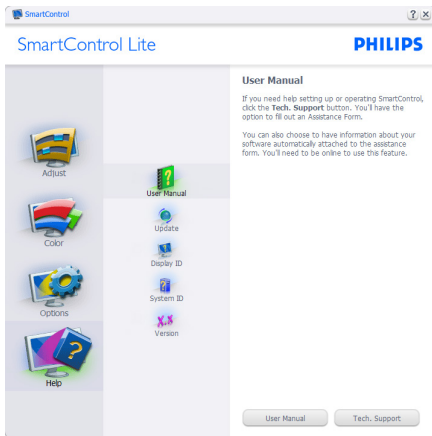 SmartControl
SmartControl Lite
PHILIPS
Adjust
Color
Options
Help
User Manual
Update
Display ID
System ID
X.X
Version
User Manual
If you need help setting up or operating SmartControl,
click the Tech. Support button. You'll have the
option to fill out an Assistance Form.
You can also choose to have information about your
software automatically attached to the assistance
form. You'll need to be online to use this feature.
User Manual
Tech. Support